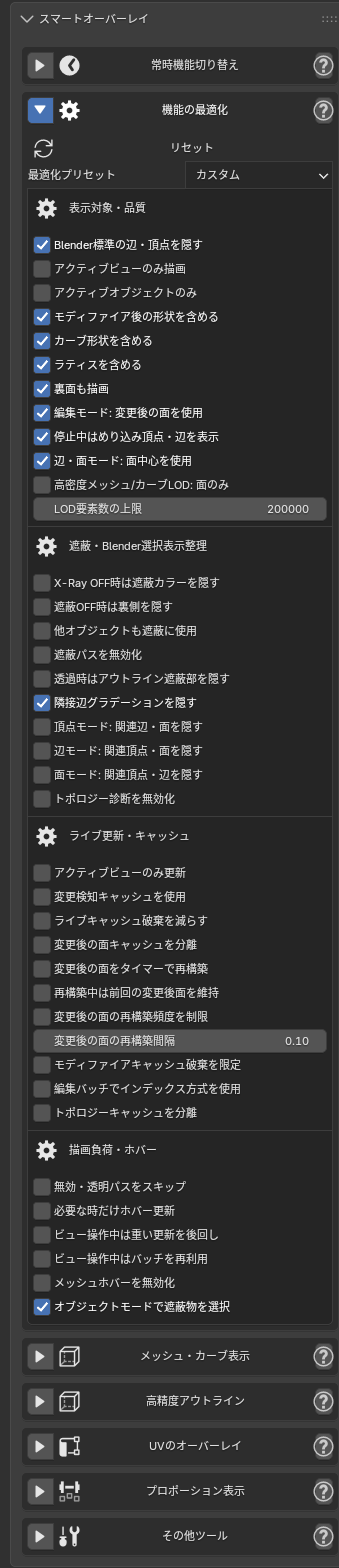 スマートオーバーレイ
常時機能切り替え
機能の最適化
リセット
最適化プリセット カスタム
表示対象・品質
Blender標準の辺・頂点を隠す
アクティブビューのみ描画
アクティブオブジェクトのみ
モディファイア後の形状を含める
カーブ形状を含める
ラティスを含める
裏面も描画
編集モード: 変更後の面を使用
停止中はめり込み頂点・辺を表示
辺・面モード: 面中心を使用
高密度メッシュ/カーブLOD: 面のみ
LOD要素数の上限 200000
遮蔽・Blender選択表示整理
X-Ray OFF時は遮蔽カラーを隠す
遮蔽OFF時は裏側を隠す
他オブジェクトも遮蔽に使用
遮蔽パスを無効化
透過時はアウトライン遮蔽部を隠す
隣接辺グラデーションを隠す
頂点モード: 関連辺・面を隠す
辺モード: 関連頂点・面を隠す
面モード: 関連頂点・辺を隠す
トポロジー診断を無効化
ライブ更新・キャッシュ
アクティブビューのみ更新
変更検知キャッシュを使用
ライブキャッシュ破棄を減らす
変更後の面キャッシュを分離
変更後の面をタイマーで再構築
再構築中は前回の変更後面を維持
変更後の面の再構築頻度を制限
変更後の面の再構築間隔 0.10
モディファイアキャッシュ破棄を限定
編集バッチでインデックス方式を使用
トポロジーキャッシュを分離
描画負荷・ホバー
無効・透明パスをスキップ
必要な時だけホバー更新
ビュー操作中は重い更新を後回し
ビュー操作中はバッチを再利用
メッシュホバーを無効化
オブジェクトモードで遮蔽物を選択
メッシュ・カーブ表示
高精度アウトライン
UVのオーバーレイ
プロポーション表示
その他ツール